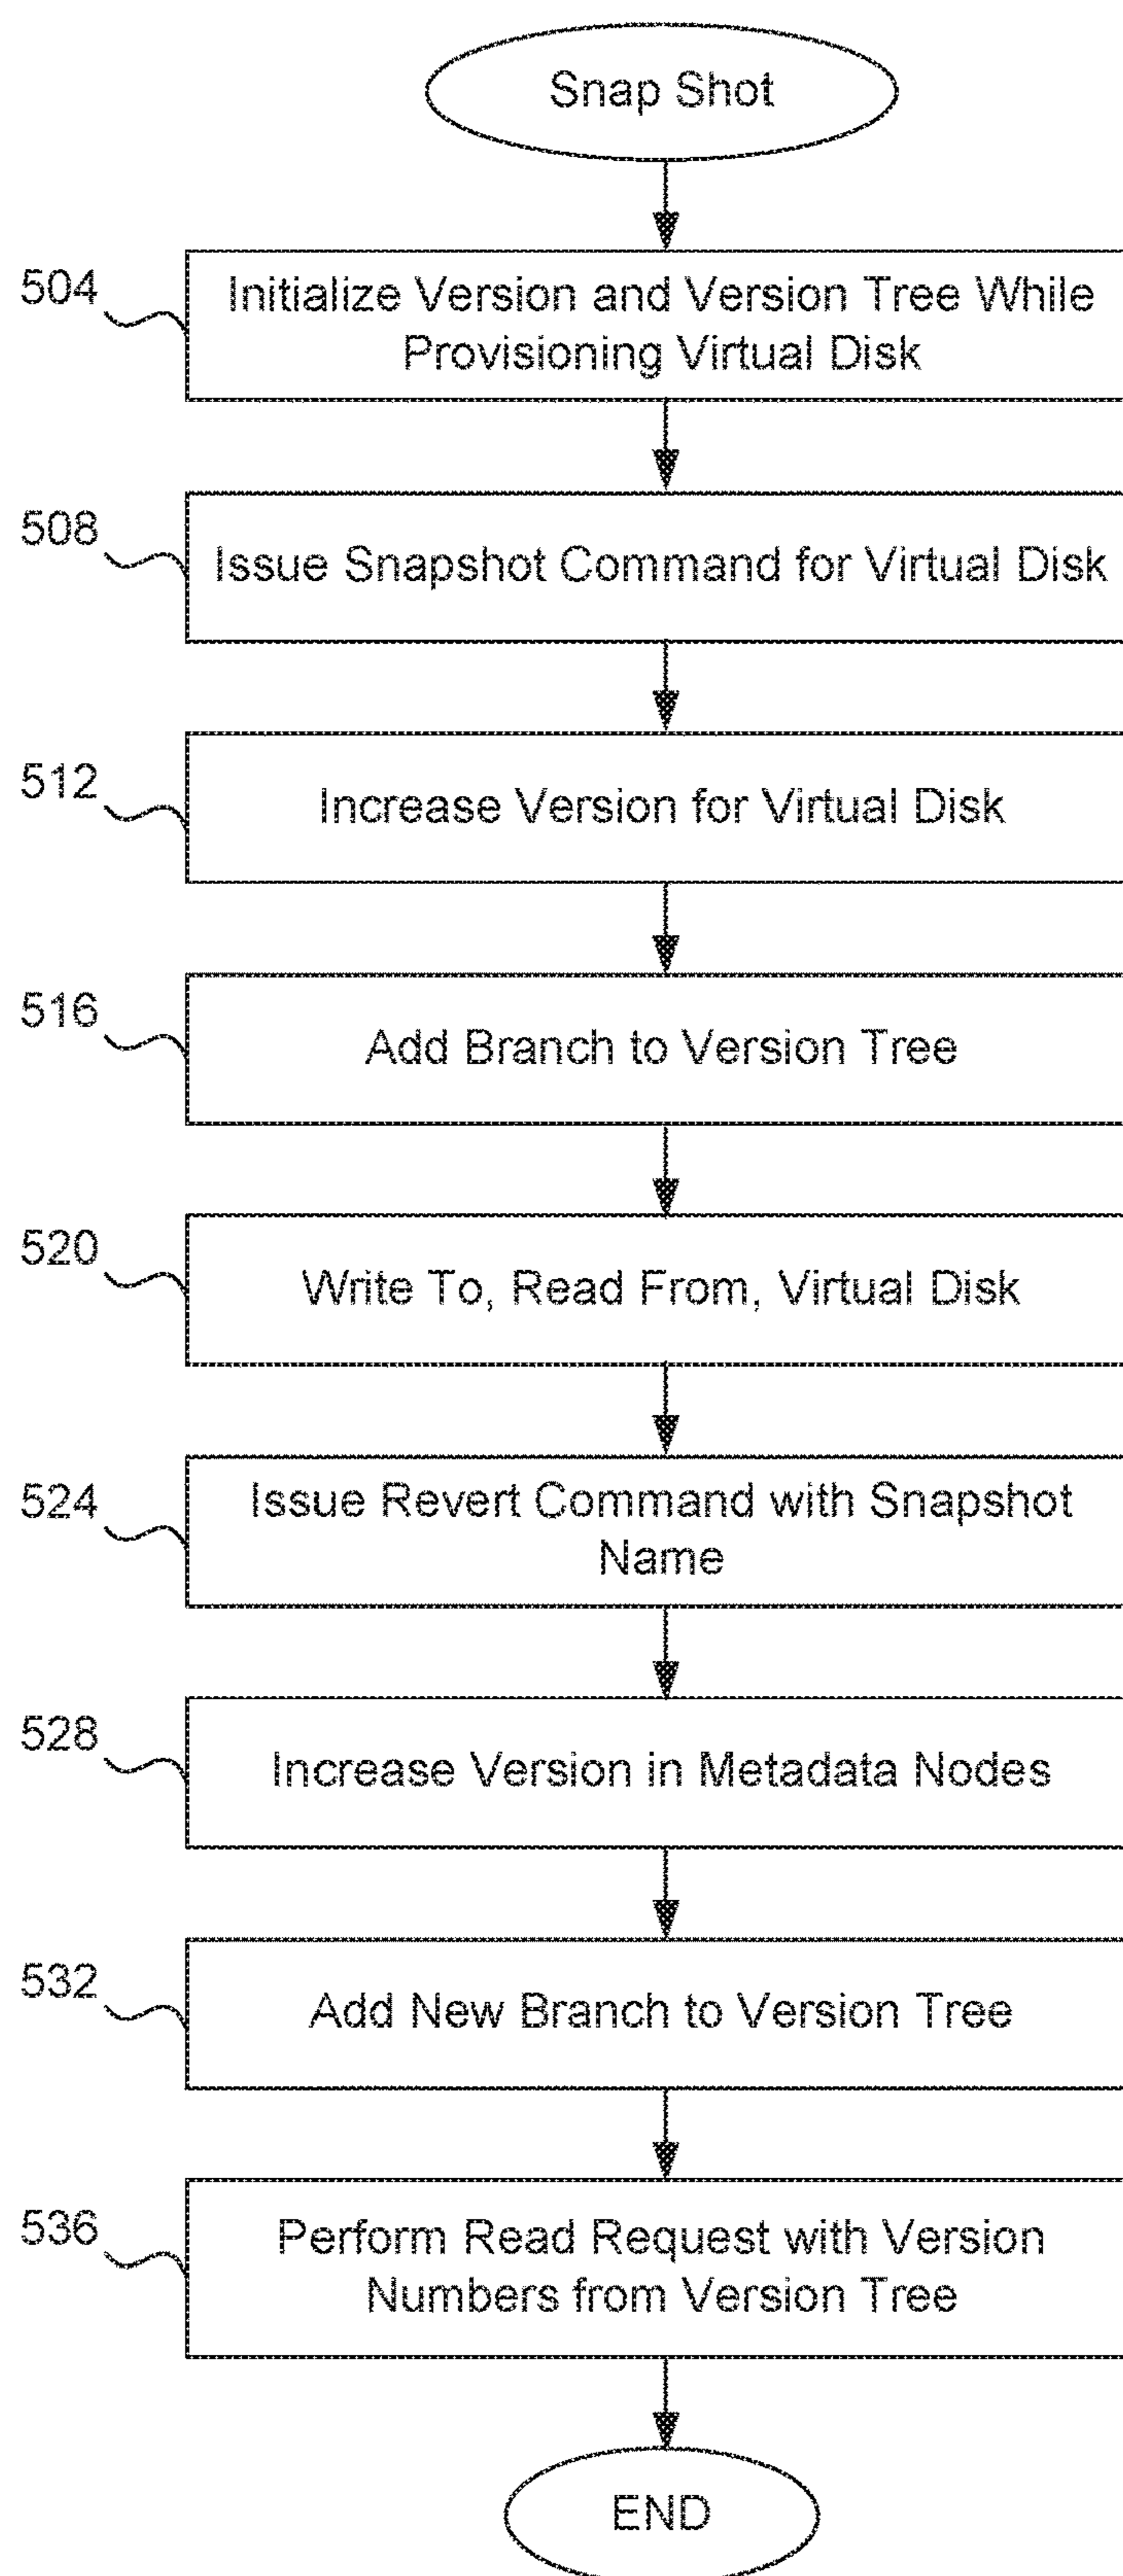 Snap Shot
504
Initialize Version and Version Tree While
Provisioning Virtual Disk
508
Issue Snapshot Command for Virtual Disk
512
Increase Version for Virtual Disk
516
Add Branch to Version Tree
520
Write To, Read From, Virtual Disk
524
Issue Revert Command with Snapshot
Name
528
Increase Version in Metadada Nodes
532
Add New Branch to Version Tree
536
Perform Read Request with Version
Numbers from Version Tree
END